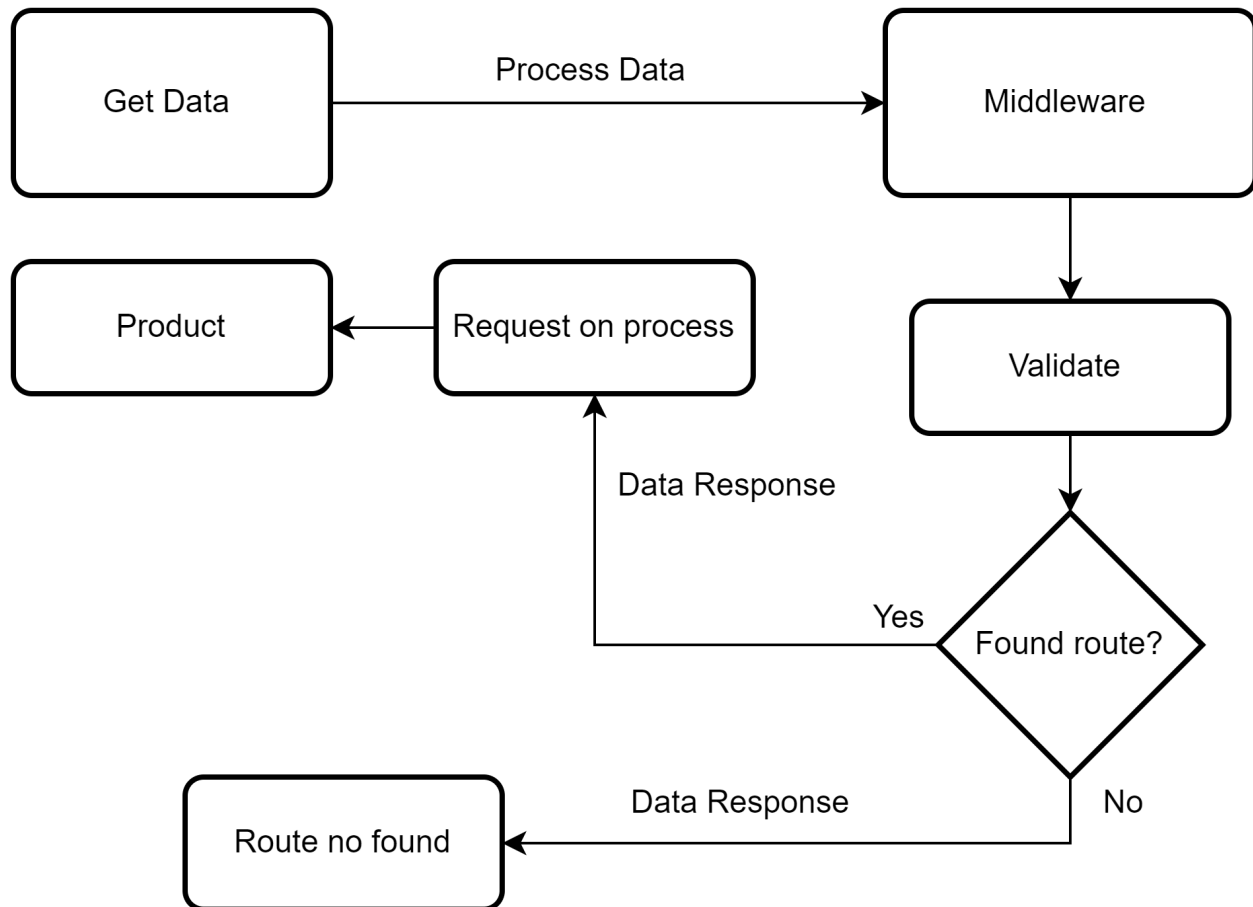 Get Data
Process Data
Middleware
Product
Request on process
Validate
Data Response
Yes
Found route?
Data Response
No
Route no found